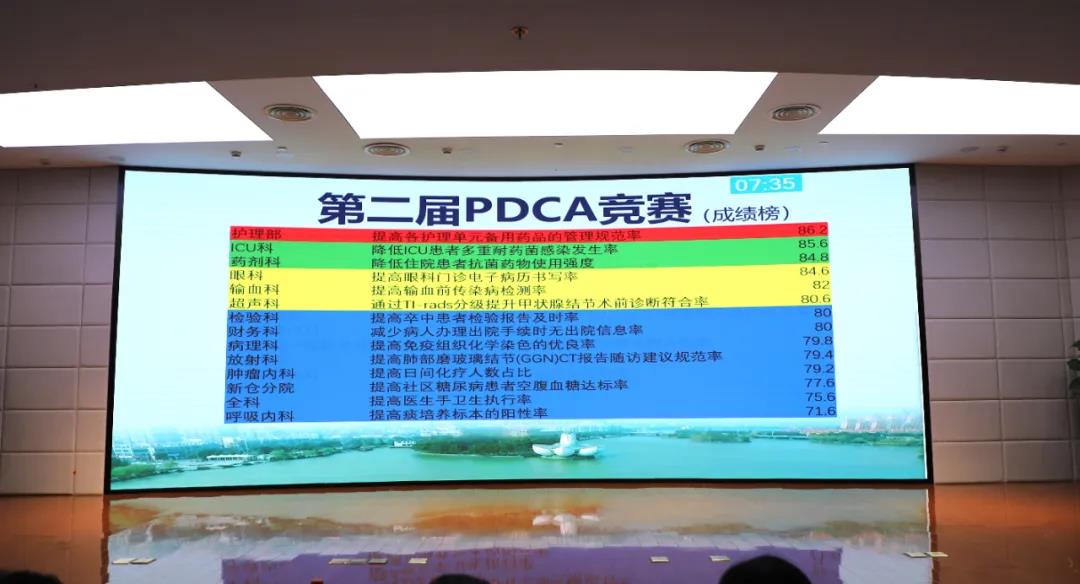 07:35
第二届PDCA竞赛（成绩榜）
护理部 提高各护理单元备用药品的管理规范率 86.2
ICU科 降低ICU患者多重耐药菌感染发生率 85.6
药剂科 降低住院患者抗菌药物使用强度 84.8
眼科 提高眼科门诊电子病历书写率 84.6
输血科 提高输血前传染病检测率 82
超声科 通过TI-rads分级提升甲状腺结节术前诊断符合率 80.6
检验科 提高卒中患者检验报告及时率 80
财务科 减少病人办理出院手续时无出院信息率 80
病理科 提高免疫组织化学染色的优良率 79.8
放射科 提高肺部磨玻璃结节(GGN)CT报告随访建议规范率 79.4
肿瘤内科 提高日间化疗人数占比 79.2
新仓分院 提高社区糖尿病患者空腹血糖达标率 77.6
全科 提高医生手卫生执行率 75.6
呼吸内科 提高痰培养标本的阳性率 71.6